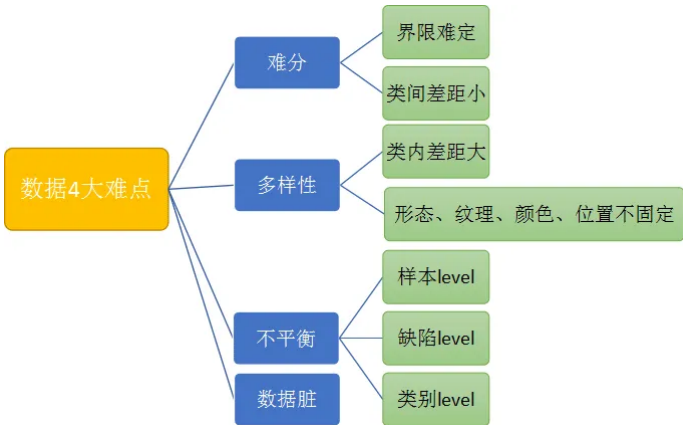 数据4大难点
难分
界限难定
类间差距小
多样性
类内差距大
形态、纹理、颜色、位置不固定
不平衡
样本level
缺陷level
类别level
数据脏